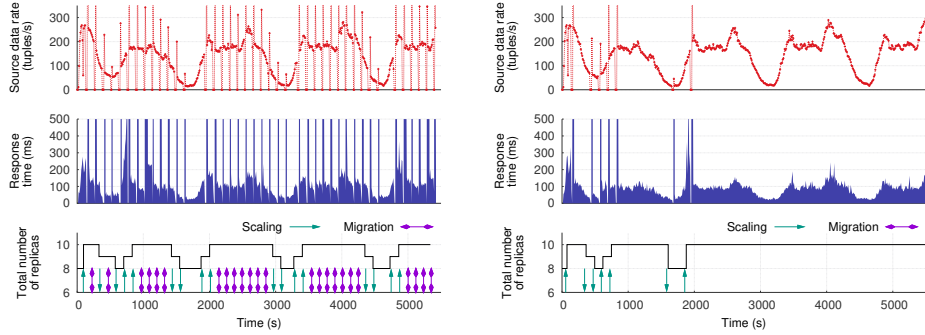 Source data rate
(tuples/s)
300
200
100
0
Response
time (ms)
500
400
300
200
100
0
Scaling
Migration
Total number
of replicas
12
10
8
6
0
1000
2000
3000
4000
5000
Time (s)
Source data rate
(tuples/s)
300
200
100
0
Response
time (ms)
500
400
300
200
100
0
Scaling
Migration
Total number
of replicas
12
10
8
6
0
1000
2000
3000
4000
5000
Time (s)